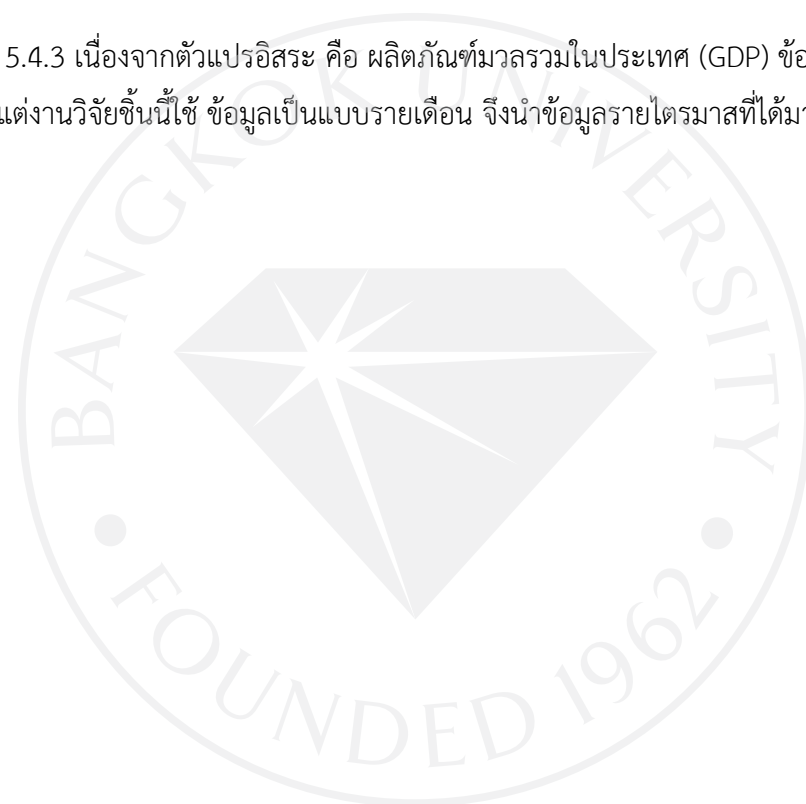 5.4.3 เนื่องจากตัวแปรอิสระ คือ ผลิตภัณฑ์มวลรวมในประเทศ (GDP) ข้อ
แต่งานวิจัยชิ้นนี้ใช้ ข้อมูลเป็นแบบรายเดือน จึงนำข้อมูลรายไตรมาสที่ได้มา
BANGKOK UNIVERSITY
FOUNDED 1962